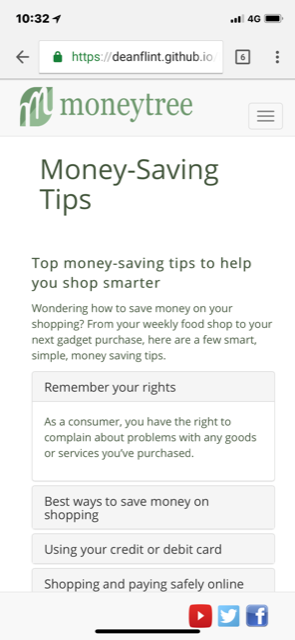 10:32
4G
https://deanflint.github.io
6
moneytree
Money-Saving
Tips
Top money-saving tips to help
you shop smarter
Wondering how to save money on your
shopping? From your weekly food shop to your
next gadget purchase, here are a few smart,
simple, money saving tips.
Remember your rights
As a consumer, you have the right to
complain about problems with any goods
or services you've purchased.
Best ways to save money on
shopping
Using your credit or debit card
Shopping and paying safely online